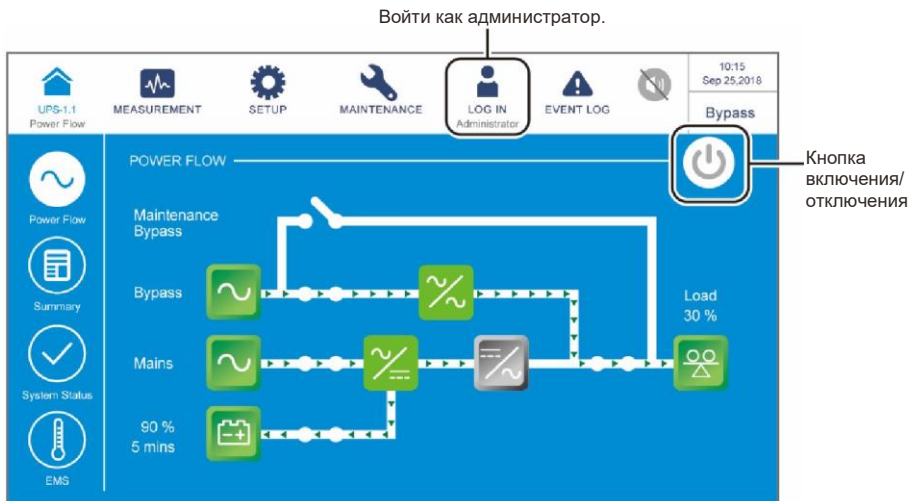 Войти как администратор.
10:15
Sep 25,2018
UPS-1.1
Power Flow
MEASUREMENT
SETUP
MAINTENANCE
LOG IN
Administrator
EVENT LOG
Bypass
POWER FLOW
Кнопка
включения/
отключения
Power Flow
Maintenance
Bypass
Summary
Bypass
Load
30 %
System Status
Mains
90 %
5 mins
EMS